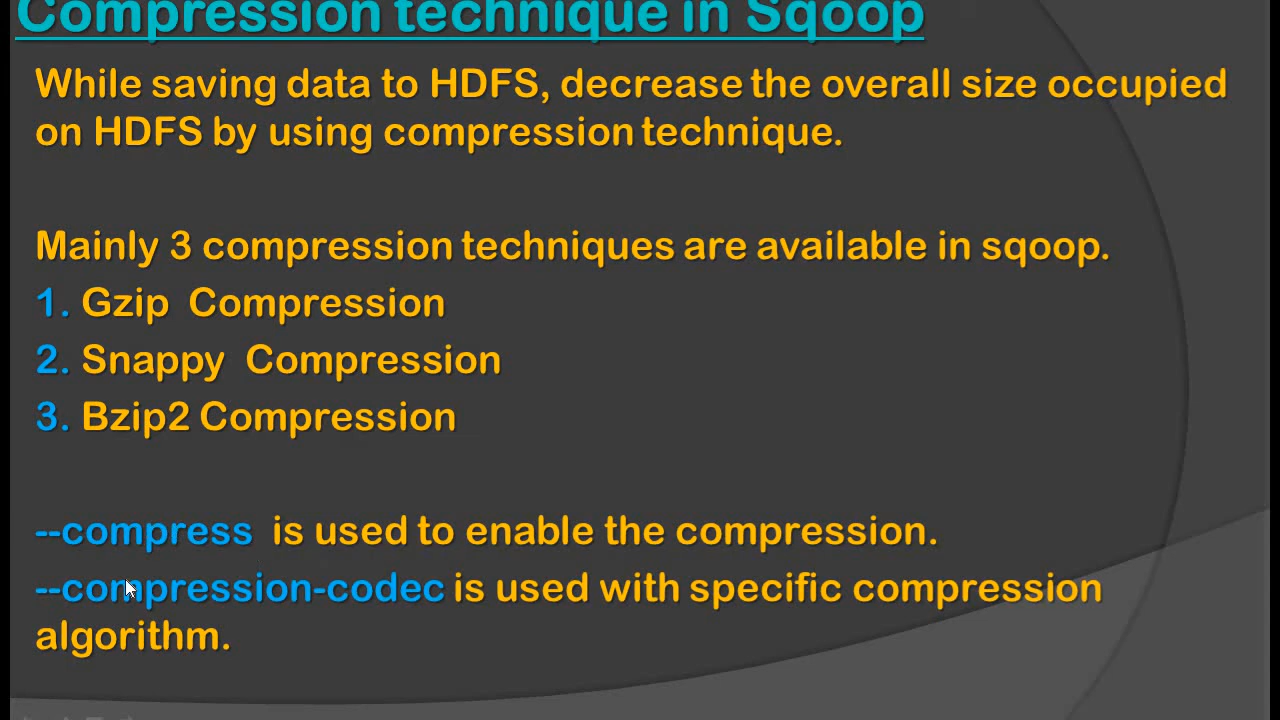 Compression technique in Sqoop
While saving data to HDFS, decrease the overall size occupied
on HDFS by using compression technique.
Mainly 3 compression techniques are available in sqoop.
1. Gzip Compression
2. Snappy Compression
3. Bzip2 Compression
--compress is used to enable the compression.
--compression-codec is used with specific compression
algorithm.